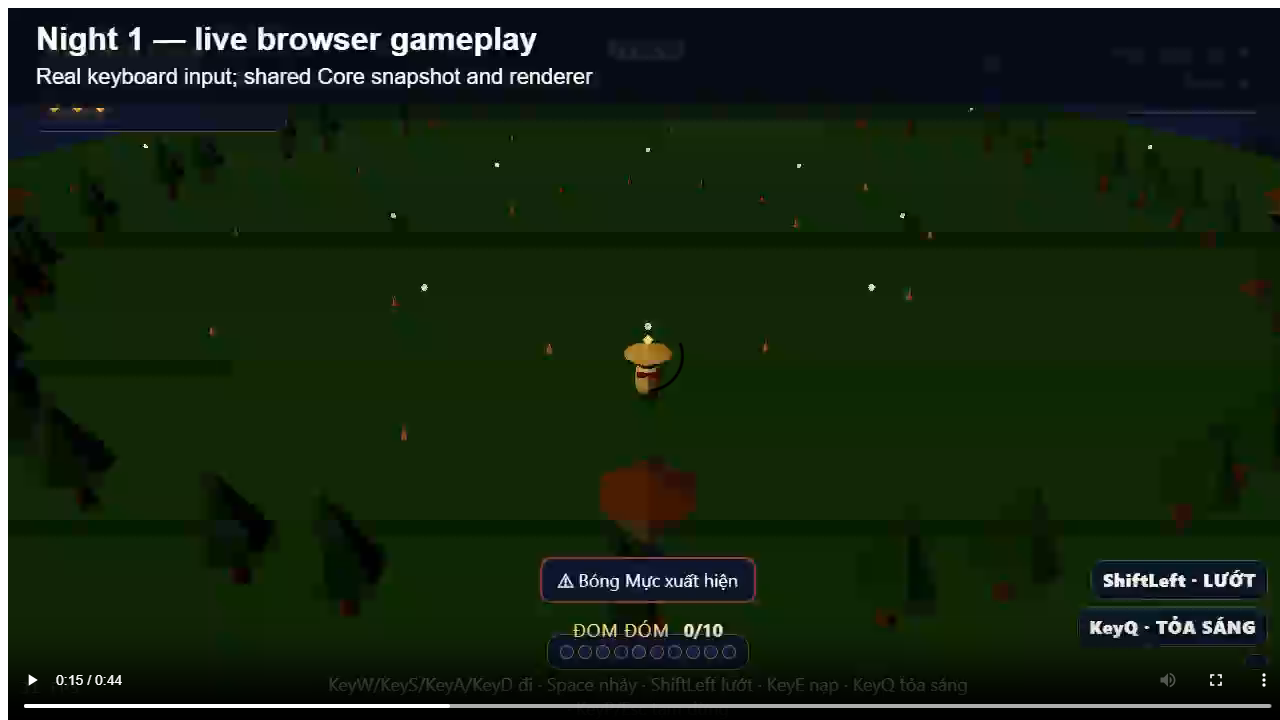 Night 1 — live browser gameplay
Real keyboard input; shared Core snapshot and renderer
⚠ Bóng Mực xuất hiện
ShiftLeft · LƯỚT
ĐOM ĐÓM 0/10
KeyQ · TỎA SÁNG
0:15 / 0:44
KeyW/KeyS/KeyA/KeyD đi · Space nhảy · ShiftLeft lướt · KeyE nạp · KeyQ tỏa sáng